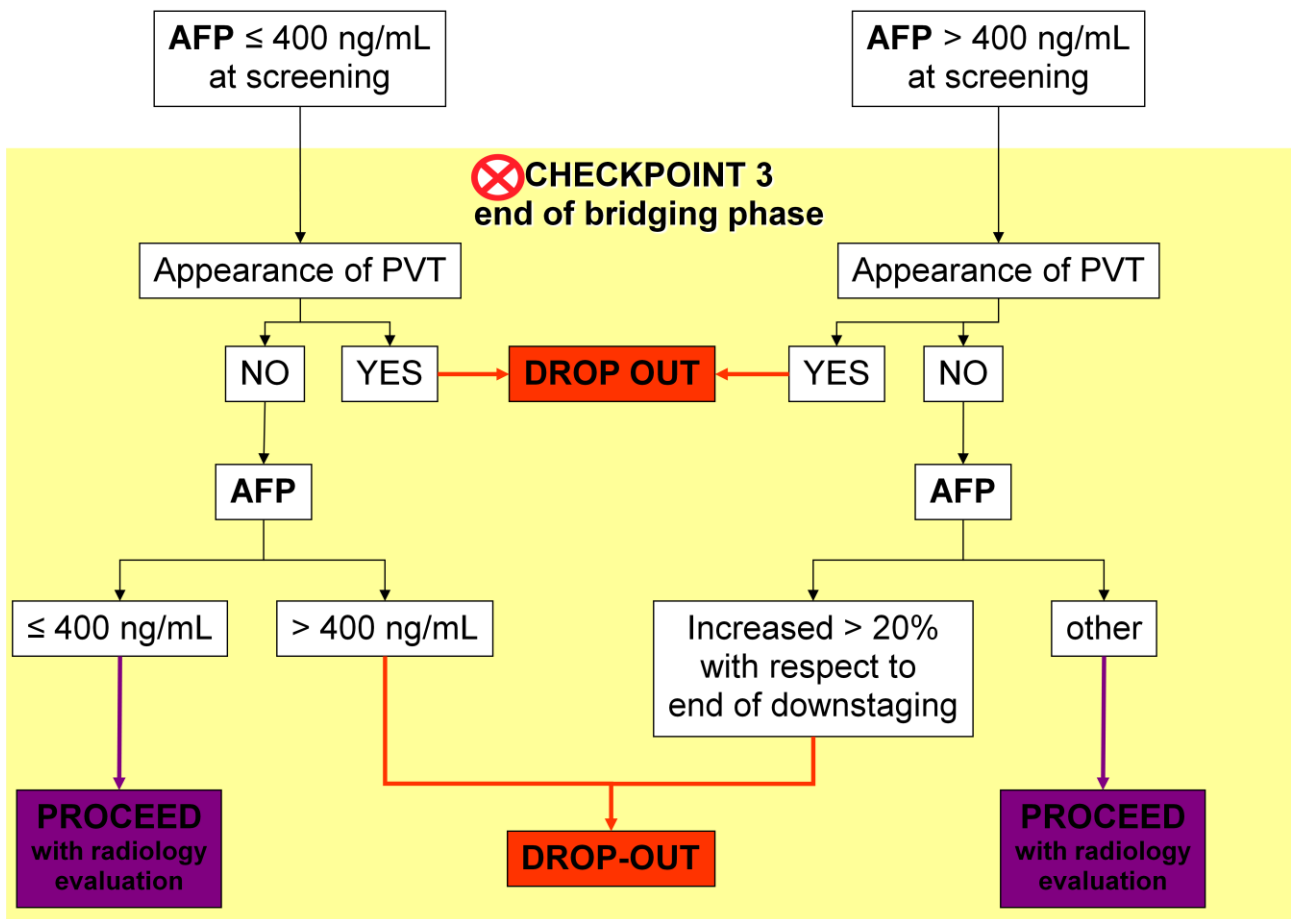 AFP ≤ 400 ng/mL
at screening
AFP > 400 ng/mL
at screening
CHECKPOINT 3
end of bridging phase
Appearance of PVT
Appearance of PVT
NO
YES
DROP OUT
YES
NO
AFP
AFP
≤ 400 ng/mL
> 400 ng/mL
Increased > 20%
with respect to
end of downstaging
other
PROCEED
with radiology
evaluation
DROP-OUT
PROCEED
with radiology
evaluation